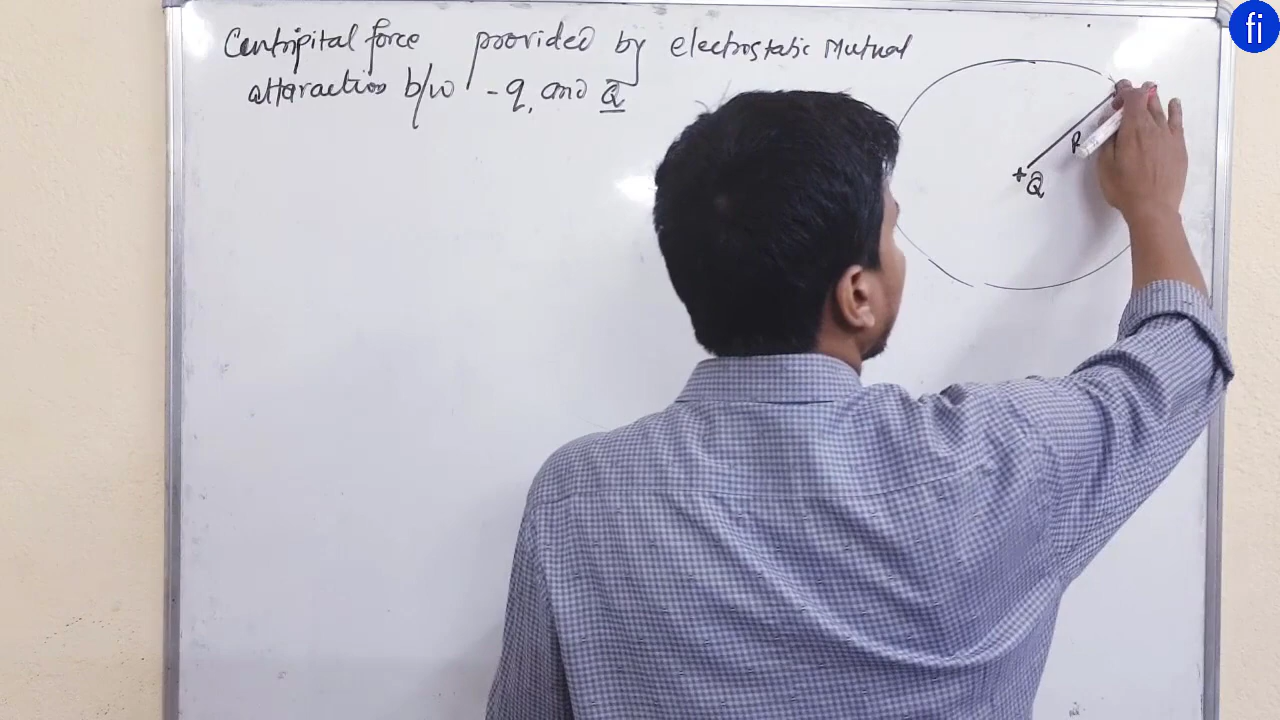 Centripital force provided by electrostatic Mutual
attraction b/w -q, and Q
R
+Q
fi